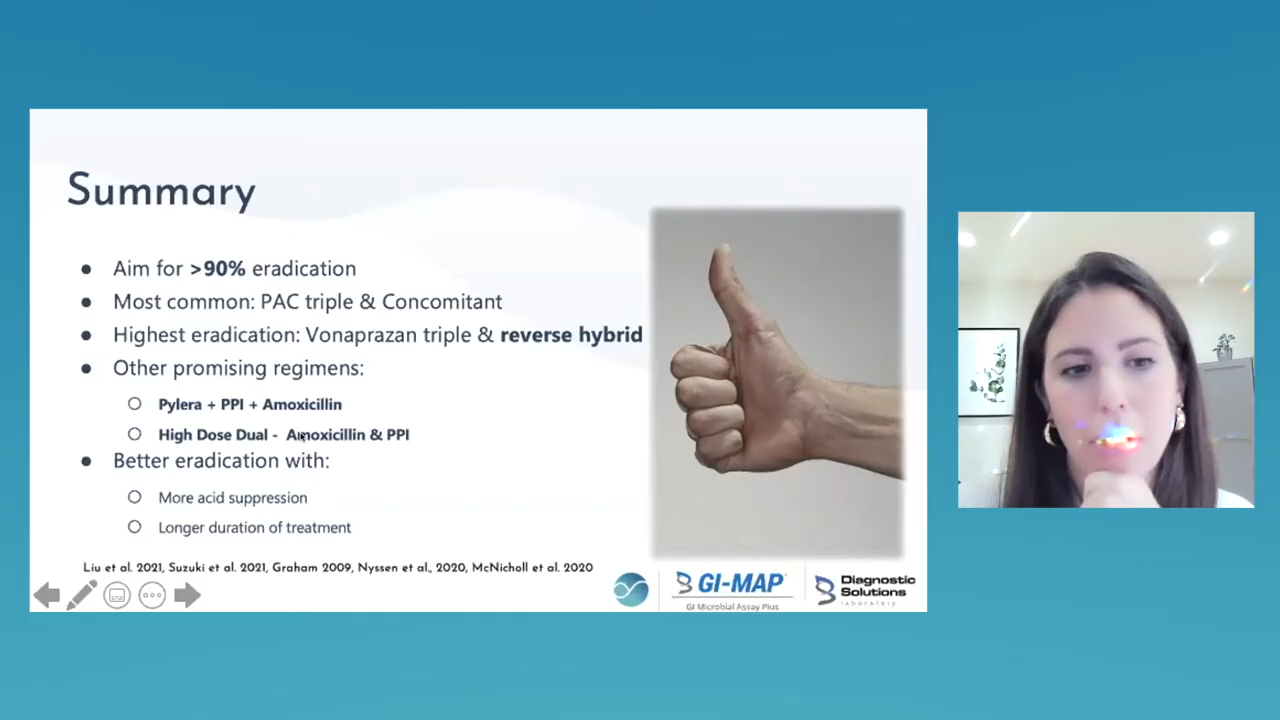 Summary
Aim for >90% eradication
Most common: PAC triple & Concomitant
Highest eradication: Vonaprazan triple & reverse hybrid
Other promising regimens:
Pylera + PPI + Amoxicillin
High Dose Dual - Amoxicillin & PPI
Better eradication with:
More acid suppression
Longer duration of treatment
Liu et al. 2021, Suzuki et al. 2021, Graham 2009, Nyssen et al., 2020, McNicholl et al. 2020
GI-MAP
GI Microbial Assay Plus
Diagnostic
Solutions
laboratory